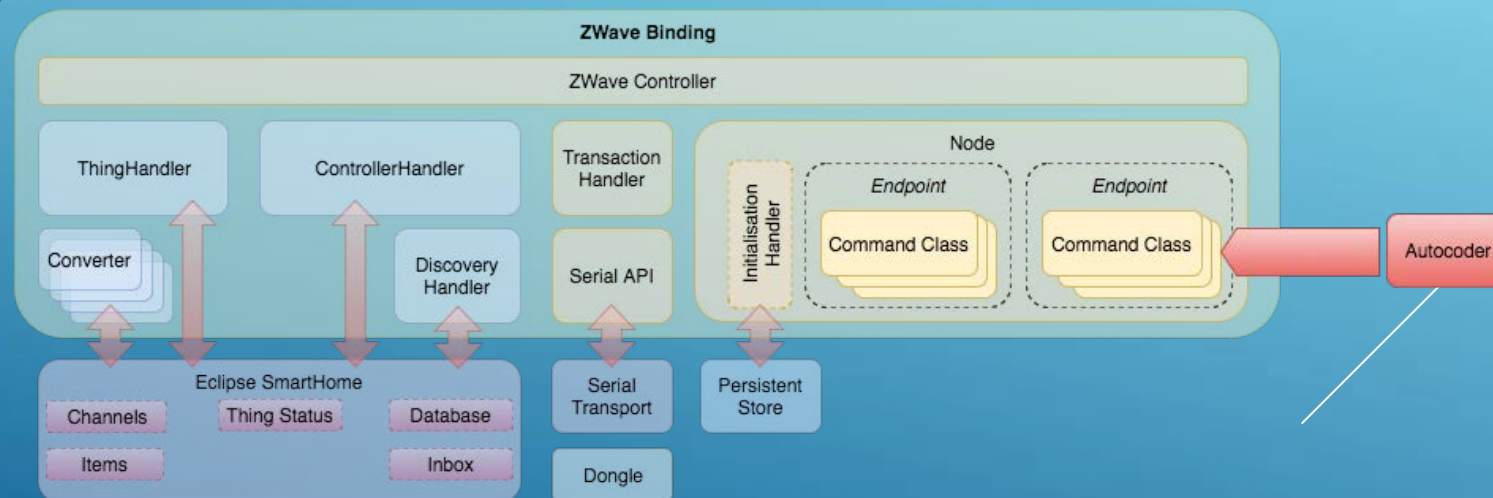 ZWave Binding
ZWave Controller
ThingHandler
ControllerHandler
Transaction
Handler
Node
Initialisation
Handler
Endpoint
Command Class
Endpoint
Command Class
Autocoder
Converter
Discovery
Handler
Serial API
Eclipse SmartHome
Channels
Thing Status
Database
Items
Inbox
Serial
Transport
Persistent
Store
Dongle